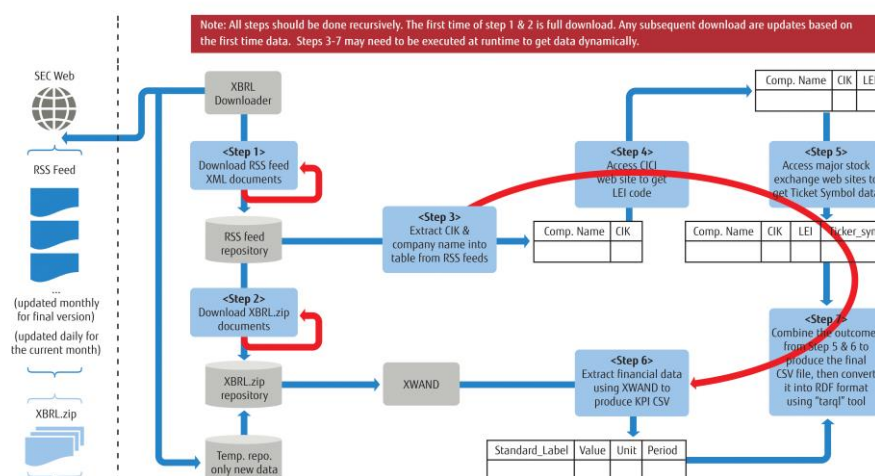 Note: All steps should be done recursively. The first time of step 1 & 2 is full download. Any subsequent download are updates based on
the first time data. Steps 3-7 may need to be executed at runtime to get data dynamically.
SEC Web
RSS Feed
...
(updated monthly
for final version)
(updated daily for
the current month)
XBRL.zip
XBRL
Downloader
<Step 1>
Download RSS feed
XML documents
RSS feed
repository
<Step 2>
Download XBRL.zip
documents
XBRL.zip
repository
Temp. repo.
only new data
<Step 3>
Extract CIK &
company name into
table from RSS feeds
Comp. Name CIK
<Step 4>
Access CICI
web site to get
LEI code
Comp. Name CIK LEI
<Step 5>
Access major stock
exchange web sites to
get Ticket Symbol data
Comp. Name CIK LEI Ticker_sym
XWAND
<Step 6>
Extract financial data
using XWAND to
produce KPI CSV
Standard_Label Value Unit Period
<Step 7>
Combine the outcome
from Step 5 & 6 to
produce the final
CSV file, then convert
it into RDF format
using "tarql" tool